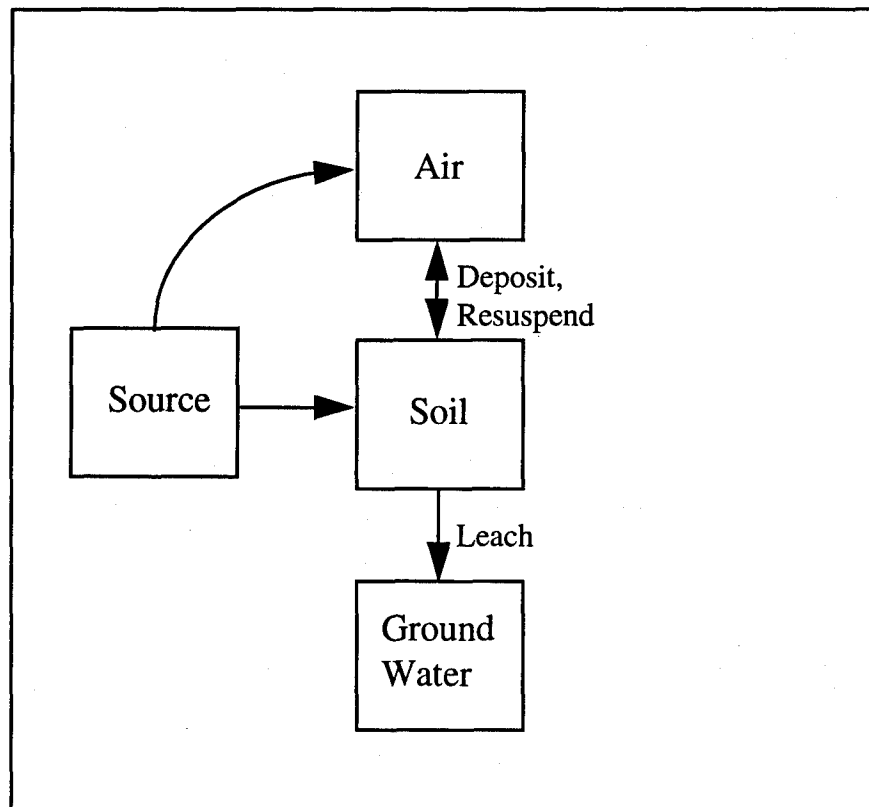 Air
Deposit,
Resuspend
Source
Soil
Leach
Ground
Water